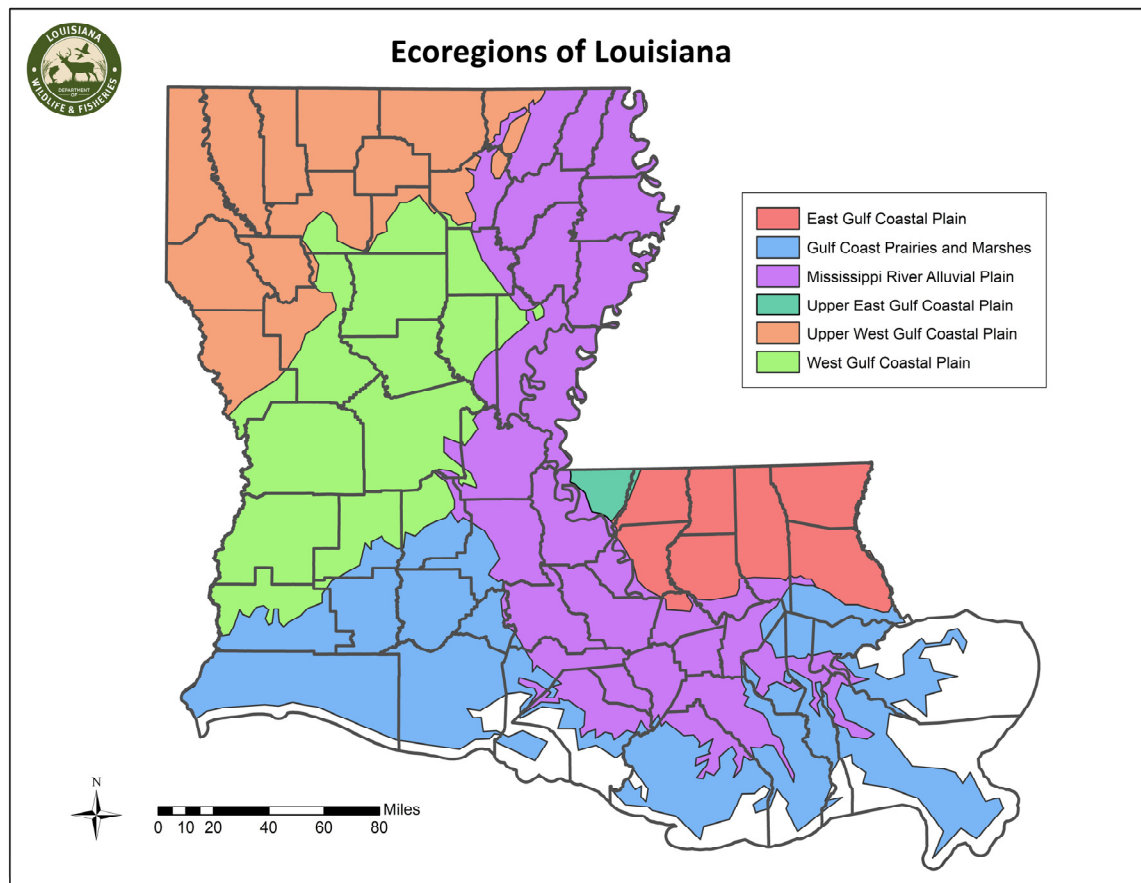 LOUISIANA
DEPARTMENT
OF
WILDLIFE & FISHERIES
Ecoregions of Louisiana
East Gulf Coastal Plain
Gulf Coast Prairies and Marshes
Mississippi River Alluvial Plain
Upper East Gulf Coastal Plain
Upper West Gulf Coastal Plain
West Gulf Coastal Plain
N
Miles
0 10 20 40 60 80